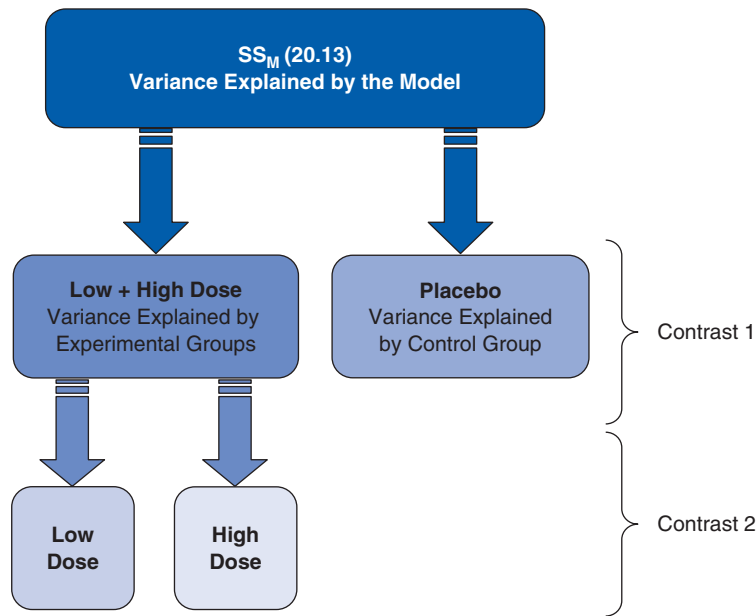 SSM (20.13)
Variance Explained by the Model
Low + High Dose
Variance Explained by
Experimental Groups
Placebo
Variance Explained
by Control Group
Contrast 1
Low
Dose
High
Dose
Contrast 2